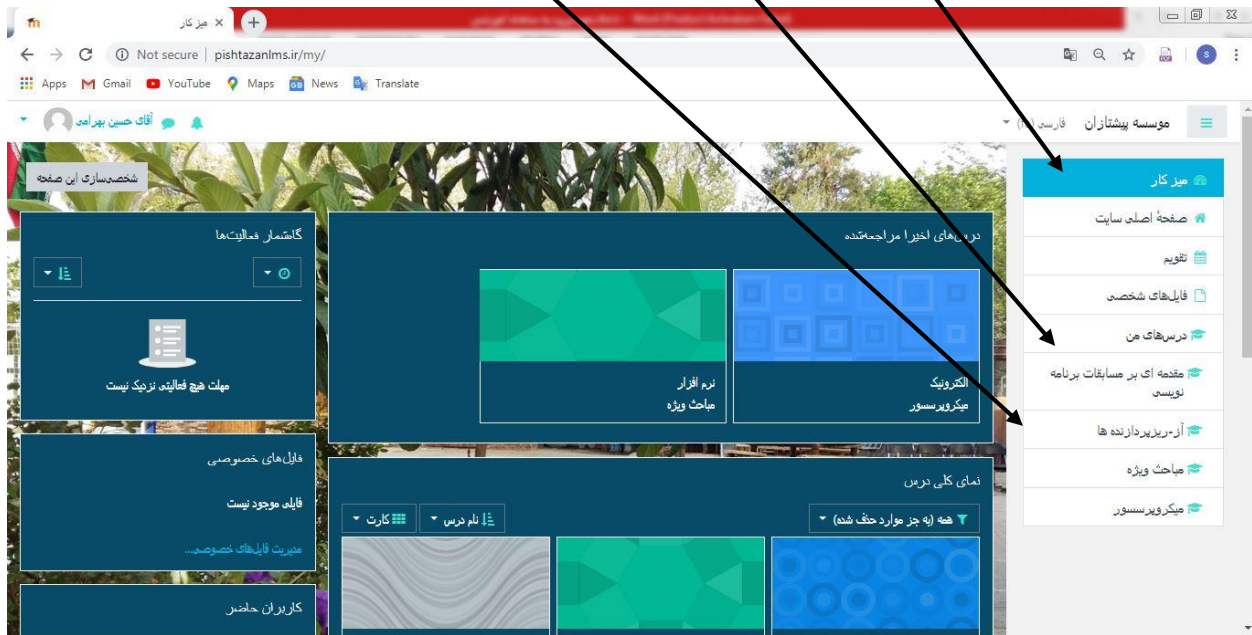 میز کار
Not secure | pishtazanlms.ir/my/
Apps Gmail YouTube Maps News Translate
موسسه پیشتازان
آقای حسین بهرامی
شخصی‌سازی این صفحه
میز کار
صفحهٔ اصلی سایت
تقویم
فایل‌های شخصی
درس‌های من
مقدمه ای بر مسابقات برنامه
نویسی
آز-ریزپردازنده ها
مباحث ویژه
میکروپرسسور
درس‌های اخیرا مراجعه‌شده
الکترونیک
میکروپرسسور
نرم افزار
مباحث ویژه
نمای کلی درس
همه (به جز موارد حذف شده)
نام درس
کارت
گاهشمار فعالیت‌ها
مهلت هیچ فعالیتی نزدیک نیست
فایل‌های خصوصی
فایلی موجود نیست
مدیریت فایل‌های خصوصی...
کاربران حاضر